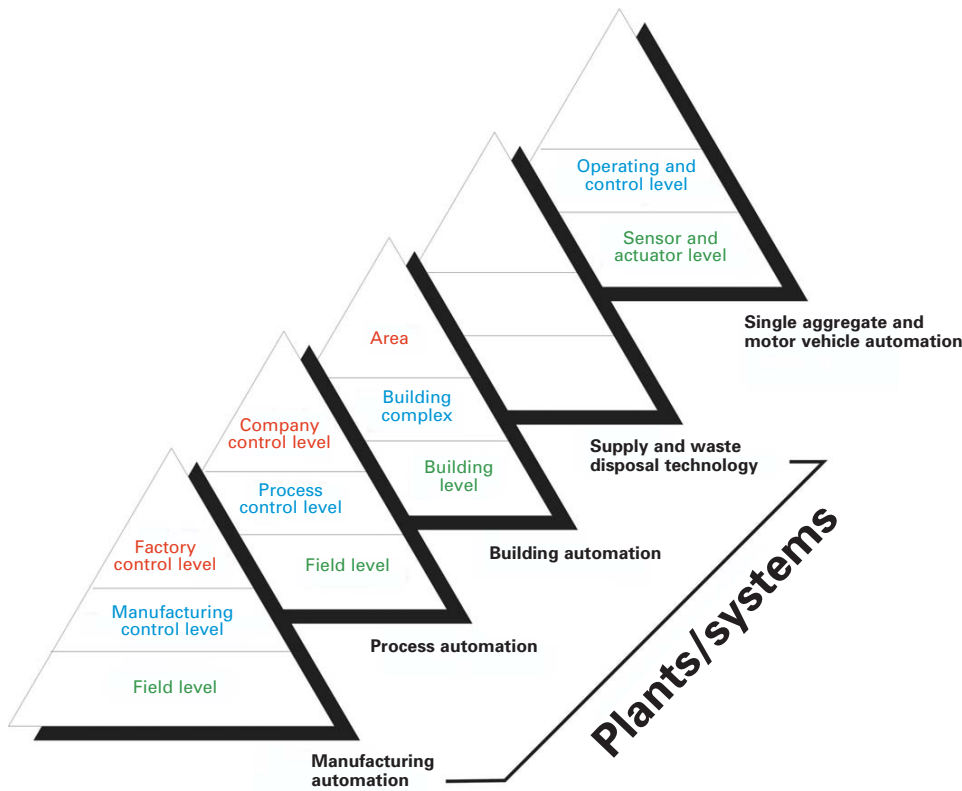 Operating and
control level
Sensor and
actuator level
Single aggregate and
motor vehicle automation
Area
Building
complex
Building
level
Supply and waste
disposal technology
Company
control level
Process
control level
Field level
Building automation
Factory
control level
Manufacturing
control level
Field level
Process automation
Manufacturing
automation
Plants/systems